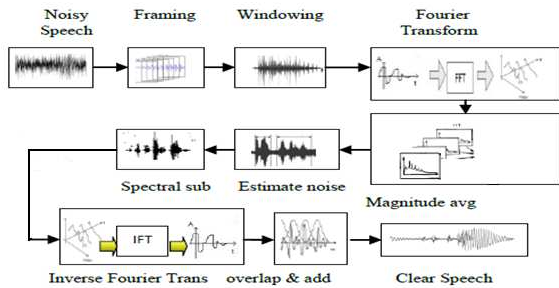 Noisy
Speech
Framing
Windowing
Fourier
Transform
FFT
Spectral sub
Estimate noise
Magnitude avg
IFT
Inverse Fourier Trans
overlap & add
Clear Speech